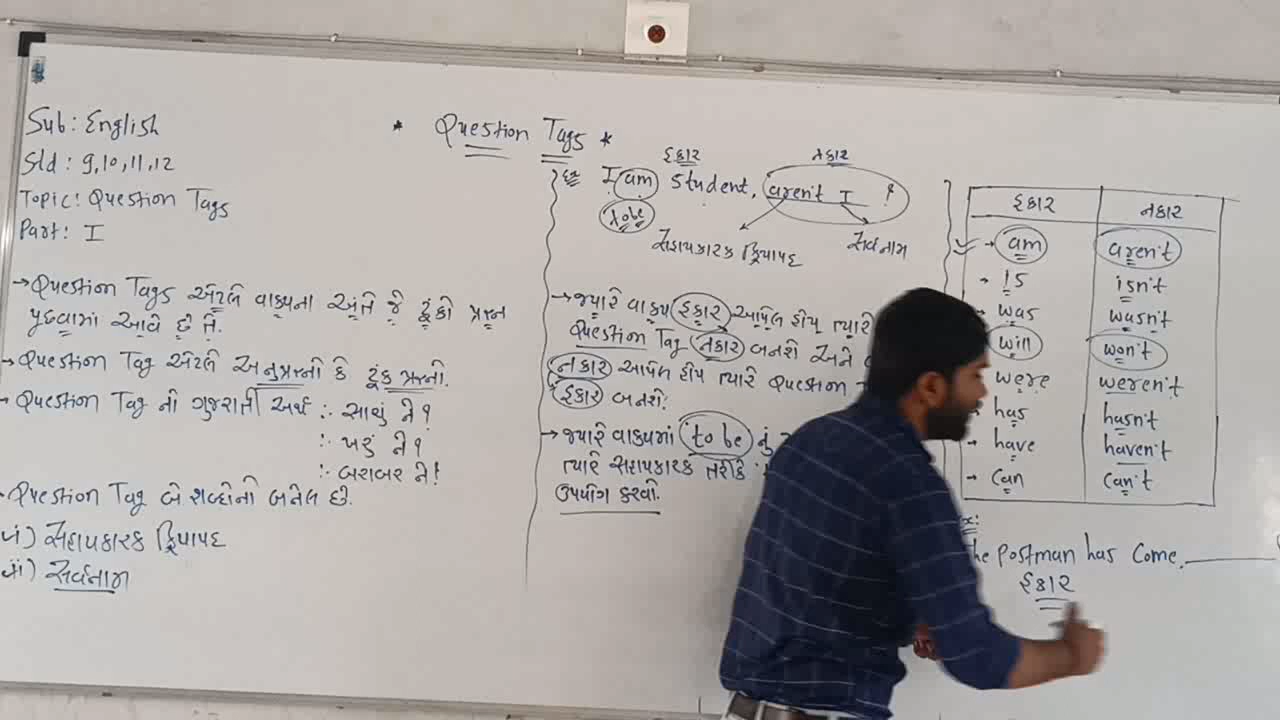 Sub: English
Std: 9,10,11,12
Topic: Question Tags
Part: I
→ Question Tags એટલે વાક્યના અંતે જે ટૂંકો પ્રશ્ન
પૂછવામાં આવે છે તે.
→ Question Tag એટલે અનુપ્રશ્નો કે ટૂંક પ્રશ્નો.
→ Question Tag નો ગુજરાતી અર્થ : સાચું ને?
: ખરું ને?
: બરાબર ને!
→ Question Tag બે શબ્દોનો બનેલ છે.
i) સહાયકારક ક્રિયાપદ
ii) સર્વનામ
* Question Tags *
હકાર નકાર
Ex I am Student, aren't I ?
to be
સહાયકારક ક્રિયાપદ સર્વનામ
→ જ્યારે વાક્ય હકાર આપેલ હોય ત્યારે
Question Tag નકાર બનશે અને
નકાર આપેલ હોય ત્યારે Question
હકાર બનશે.
→ જ્યારે વાક્યમાં to be નું
ત્યારે સહાયકારક તરીકે
ઉપયોગ કરવો.
હકાર નકાર
→ am aren't
→ is isn't
was wasn't
will won't
were weren't
has hasn't
→ have haven't
→ can can't
Postman has Come. ______
હકાર